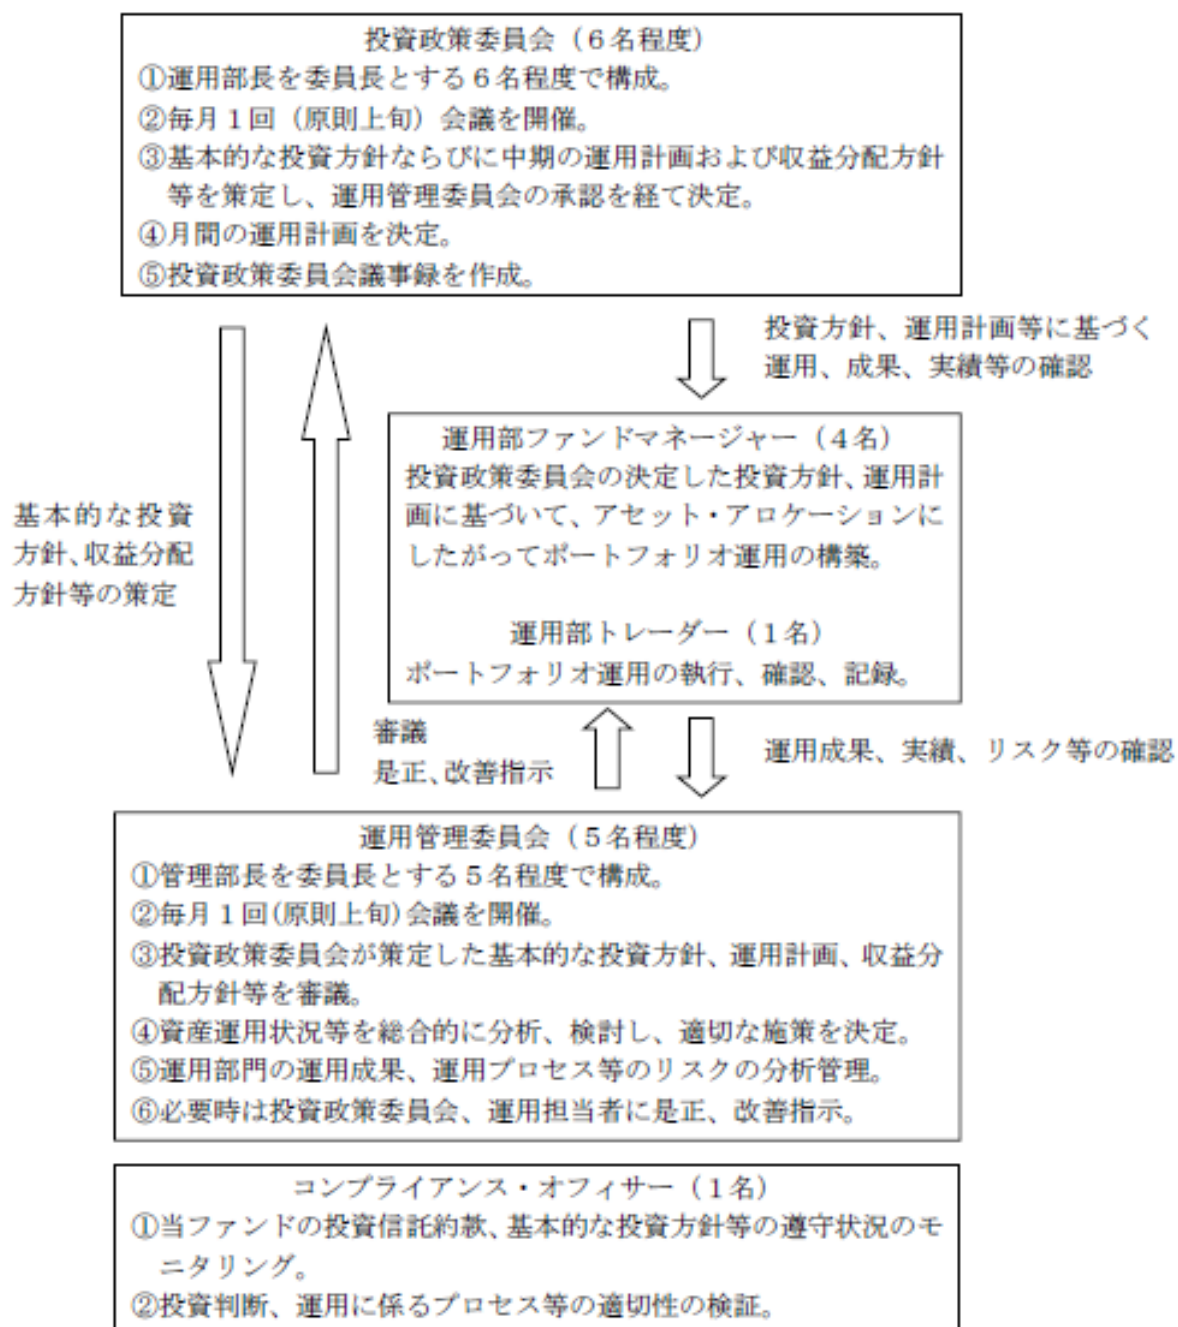 投資政策委員会（６名程度）
①運用部長を委員長とする６名程度で構成。
②毎月１回（原則上旬）会議を開催。
③基本的な投資方針ならびに中期の運用計画および収益分配方針
等を策定し、運用管理委員会の承認を経て決定。
④月間の運用計画を決定。
⑤投資政策委員会議事録を作成。
投資方針、運用計画等に基づく
運用、成果、実績等の確認
運用部ファンドマネージャー（４名）
投資政策委員会の決定した投資方針、運用計
画に基づいて、アセット・アロケーションに
したがってポートフォリオ運用の構築。
運用部トレーダー（１名）
ポートフォリオ運用の執行、確認、記録。
基本的な投資
方針、収益分配
方針等の策定
審議
是正、改善指示
運用成果、実績、リスク等の確認
運用管理委員会（５名程度）
①管理部長を委員長とする５名程度で構成。
②毎月１回(原則上旬)会議を開催。
③投資政策委員会が策定した基本的な投資方針、運用計画、収益分
配方針等を審議。
④資産運用状況等を総合的に分析、検討し、適切な施策を決定。
⑤運用部門の運用成果、運用プロセス等のリスクの分析管理。
⑥必要時は投資政策委員会、運用担当者に是正、改善指示。
コンプライアンス・オフィサー（１名）
①当ファンドの投資信託約款、基本的な投資方針等の遵守状況のモ
ニタリング。
②投資判断、運用に係るプロセス等の適切性の検証。